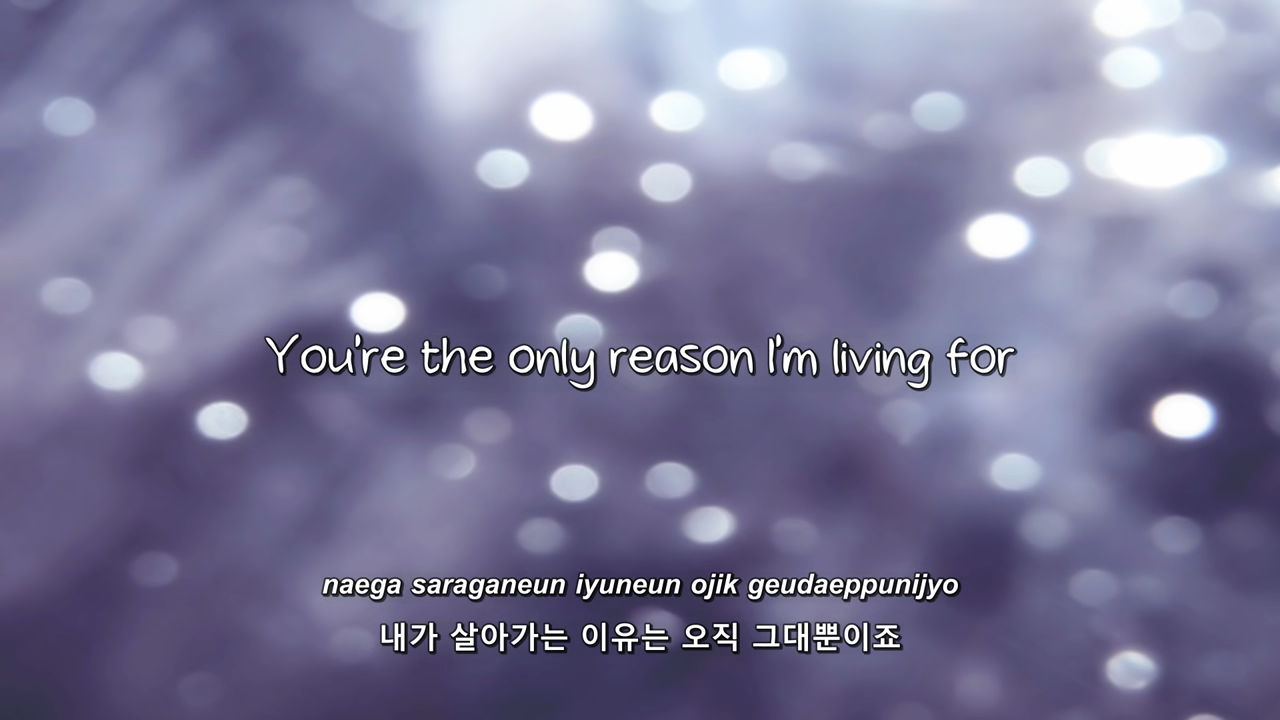 You're the only reason I'm living for
naega saraganeun iyuneun ojik geudaeppunijyo
내가 살아가는 이유는 오직 그대뿐이죠